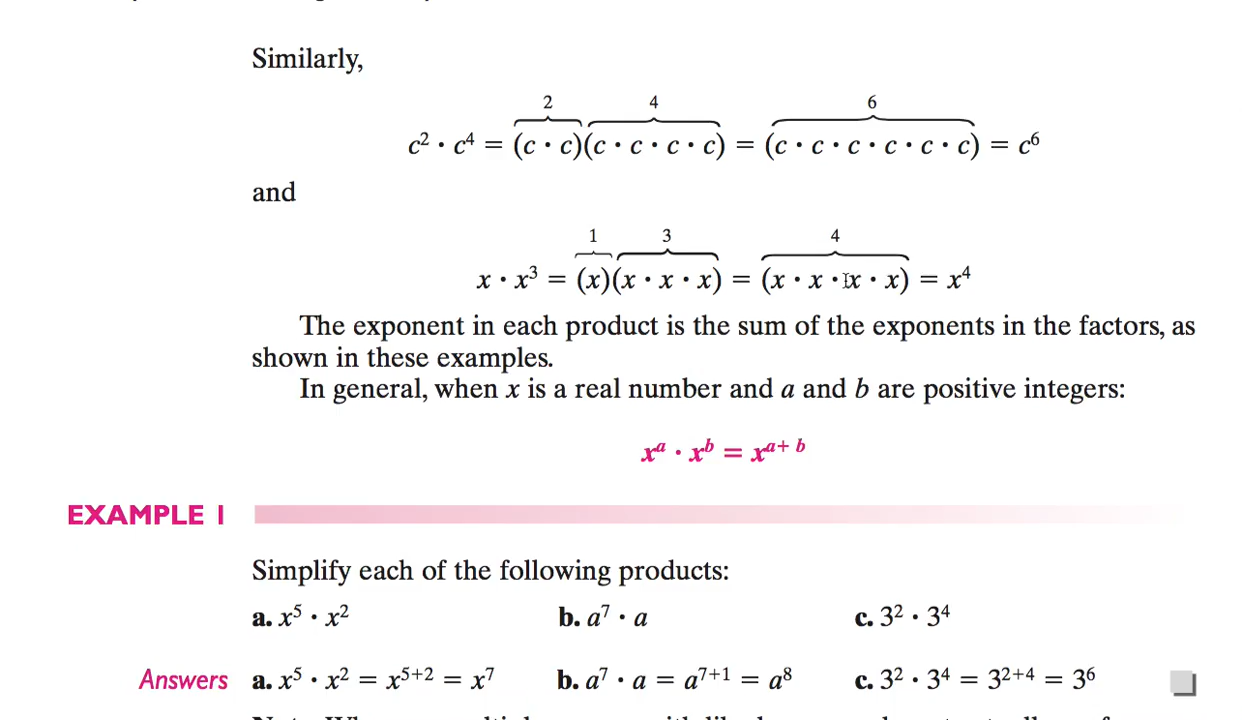 Similarly,
2 4 6
c² · c⁴ = (c · c)(c · c · c · c) = (c · c · c · c · c · c) = c⁶
and
1 3 4
x · x³ = (x)(x · x · x) = (x · x · x · x) = x⁴
The exponent in each product is the sum of the exponents in the factors, as
shown in these examples.
In general, when x is a real number and a and b are positive integers:
xᵃ · xᵇ = xᵃ⁺ ᵇ
EXAMPLE 1
Simplify each of the following products:
a. x⁵ · x² b. a⁷ · a c. 3² · 3⁴
Answers a. x⁵ · x² = x⁵⁺² = x⁷ b. a⁷ · a = a⁷⁺¹ = a⁸ c. 3² · 3⁴ = 3²⁺⁴ = 3⁶